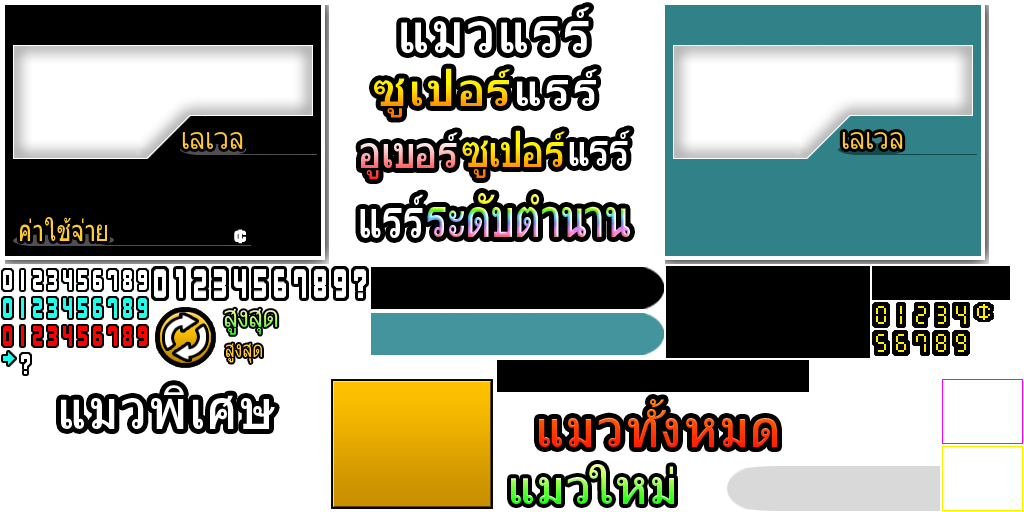 แมวแรร์
ซูเปอร์แรร์
เลเวล
เลเวล
อูเบอร์ซูเปอร์แรร์
แรร์ระดับตำนาน
ค่าใช้จ่าย ¢
0123456789
0123456789?
0123456789
0123456789
01234¢
56789
สูงสุด
สูงสุด
?
แมวพิเศษ
แมวทั้งหมด
แมวใหม่